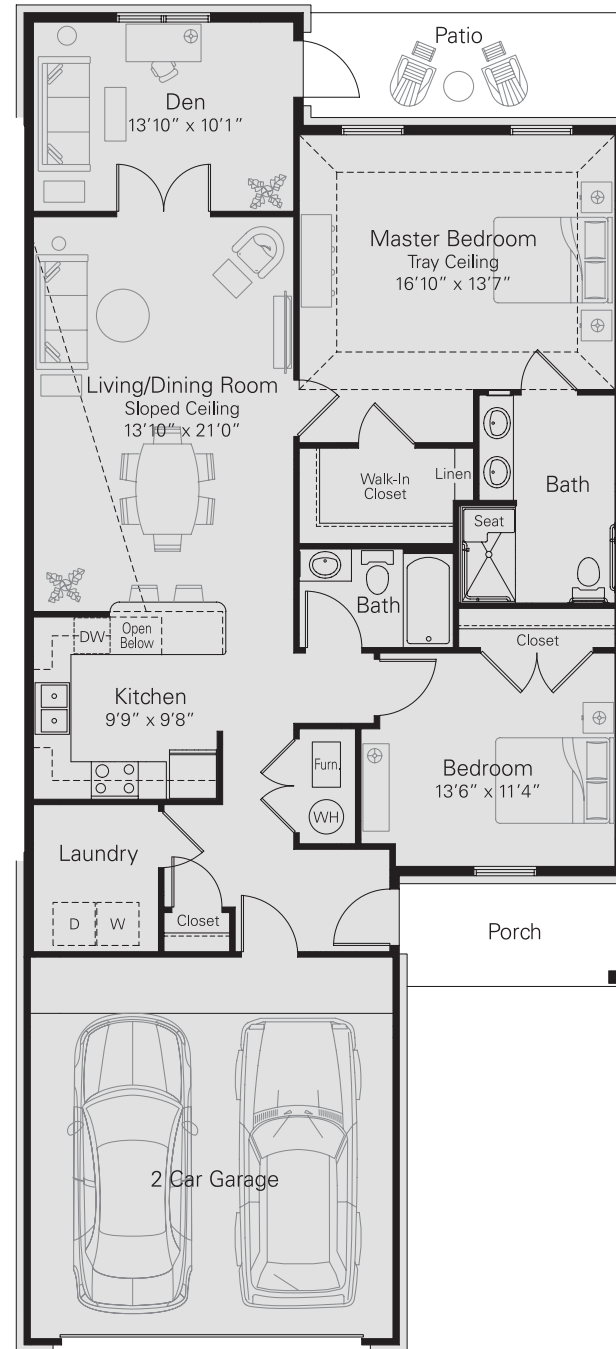 Patio
Den
13’10” x 10’1”
Master Bedroom
Tray Ceiling
16’10” x 13’7”
Living/Dining Room
Sloped Ceiling
13’10” x 21’0”
Walk-In
Closet
Linen
Bath
Seat
Bath
Closet
DW
Open
Below
Kitchen
9’9” x 9’8”
Furn.
WH
Bedroom
13’6” x 11’4”
Laundry
D
W
Closet
Porch
2 Car Garage